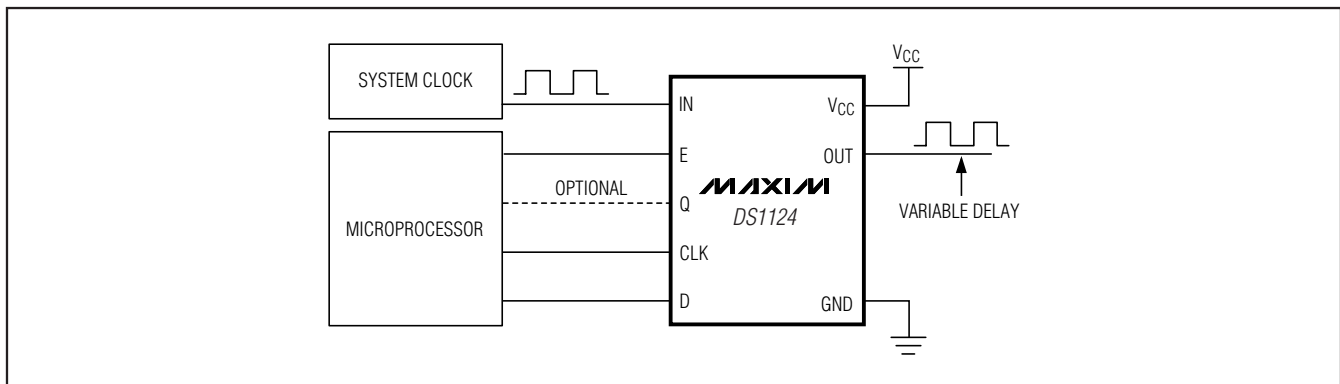 SYSTEM CLOCK
MICROPROCESSOR
OPTIONAL
IN
E
Q
CLK
D
MAXIM
DS1124
VCC
OUT
GND
VCC
VARIABLE DELAY